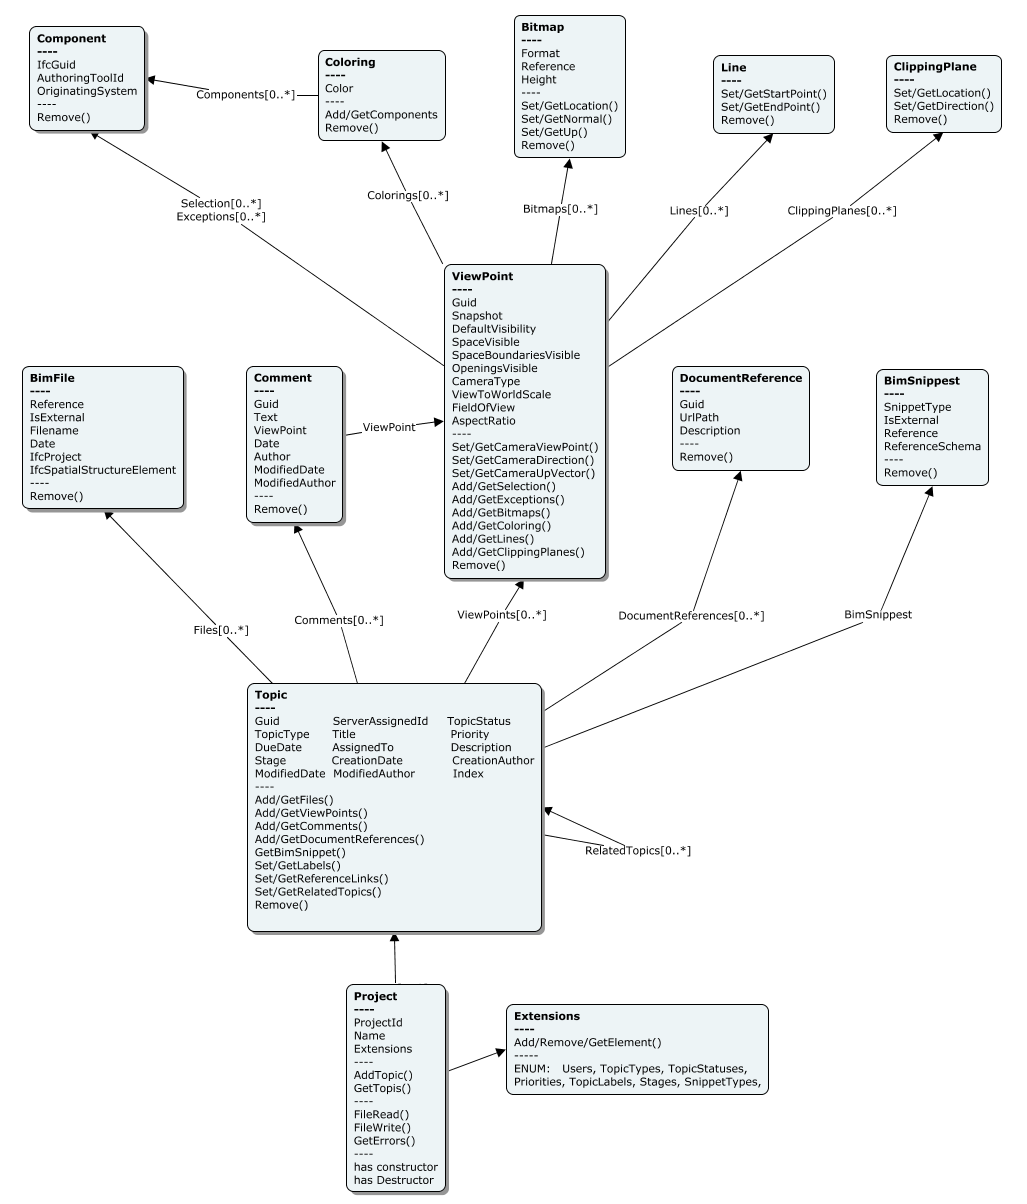 Component
----
IfcGuid
AuthoringToolId
OriginatingSystem
----
Remove()
Coloring
----
Color
----
Add/GetComponents
Remove()
Bitmap
----
Format
Reference
Height
----
Set/GetLocation()
Set/GetNormal()
Set/GetUp()
Remove()
Line
----
Set/GetStartPoint()
Set/GetEndPoint()
Remove()
ClippingPlane
----
Set/GetLocation()
Set/GetDirection()
Remove()
Components[0..*]
Selection[0..*]
Exceptions[0..*]
Colorings[0..*]
Bitmaps[0..*]
Lines[0..*]
ClippingPlanes[0..*]
ViewPoint
----
Guid
Snapshot
DefaultVisibility
SpaceVisible
SpaceBoundariesVisible
OpeningsVisible
CameraType
ViewToWorldScale
FieldOfView
AspectRatio
----
Set/GetCameraViewPoint()
Set/GetCameraDirection()
Set/GetCameraUpVector()
Add/GetSelection()
Add/GetExceptions()
Add/GetBitmaps()
Add/GetColoring()
Add/GetLines()
Add/GetClippingPlanes()
Remove()
BimFile
----
Reference
IsExternal
Filename
Date
IfcProject
IfcSpatialStructureElement
----
Remove()
Comment
----
Guid
Text
ViewPoint
Date
Author
ModifiedDate
ModifiedAuthor
----
Remove()
ViewPoint
DocumentReference
----
Guid
UrlPath
Description
----
Remove()
BimSnippest
----
SnippetType
IsExternal
Reference
ReferenceSchema
----
Remove()
Files[0..*]
Comments[0..*]
ViewPoints[0..*]
DocumentReferences[0..*]
BimSnippest
Topic
----
Guid ServerAssignedId TopicStatus
TopicType Title Priority
DueDate AssignedTo Description
Stage CreationDate CreationAuthor
ModifiedDate ModifiedAuthor Index
----
Add/GetFiles()
Add/GetViewPoints()
Add/GetComments()
Add/GetDocumentReferences()
GetBimSnippet()
Set/GetLabels()
Set/GetReferenceLinks()
Set/GetRelatedTopics()
Remove()
RelatedTopics[0..*]
Project
----
ProjectId
Name
Extensions
----
AddTopic()
GetTopis()
----
FileRead()
FileWrite()
GetErrors()
----
has constructor
has Destructor
Extensions
----
Add/Remove/GetElement()
-----
ENUM: Users, TopicTypes, TopicStatuses,
Priorities, TopicLabels, Stages, SnippetTypes,